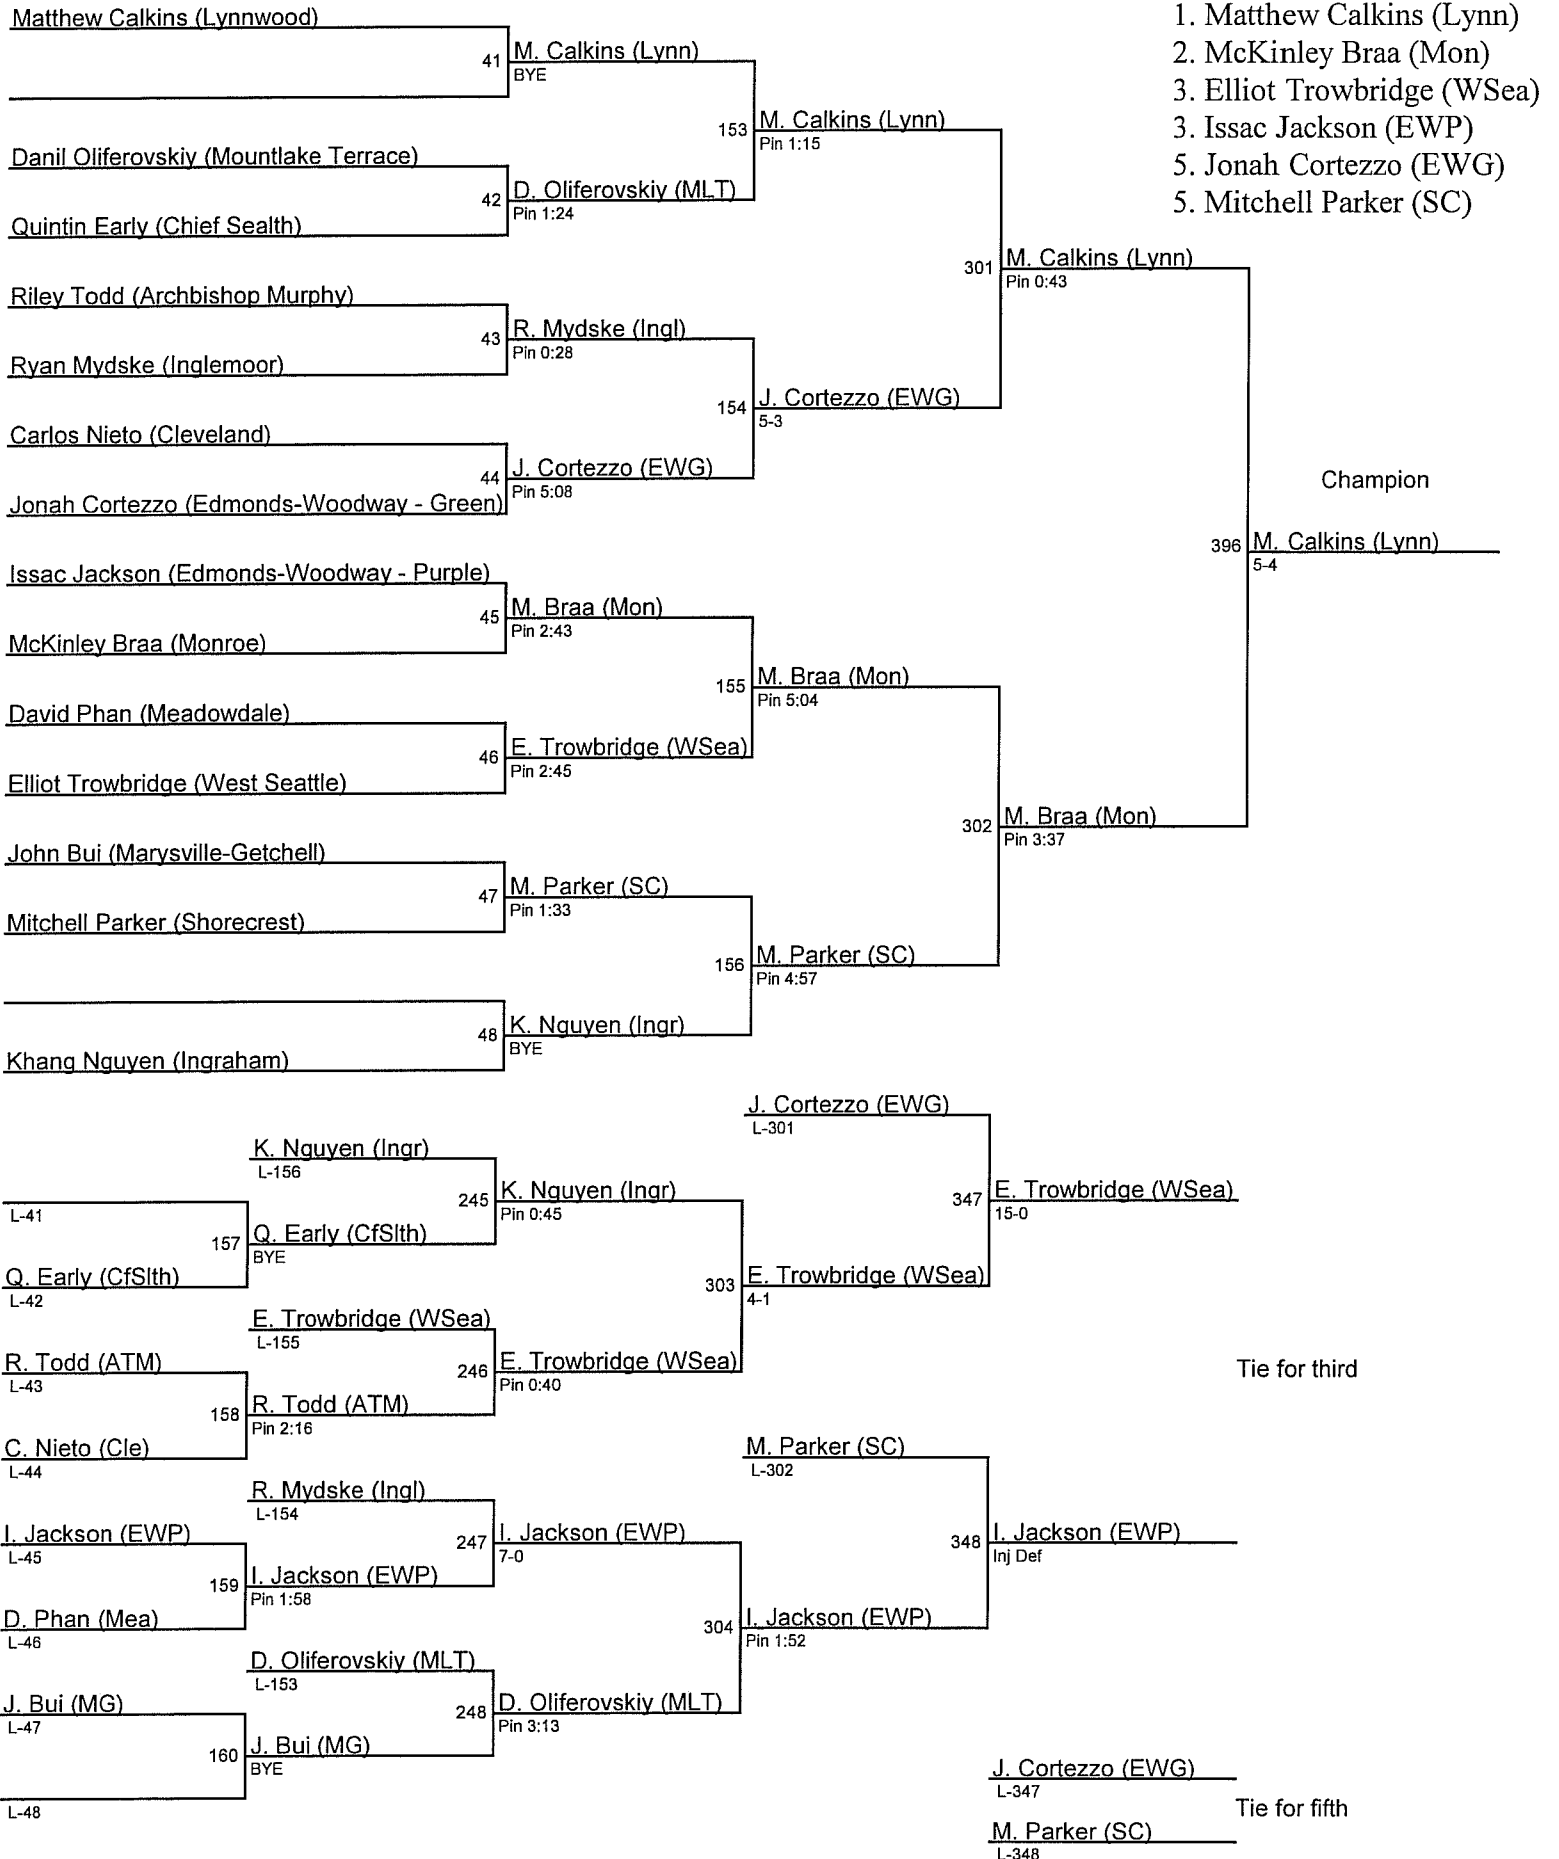 Matthew Calkins (Lynnwood)
41
M. Calkins (Lynn)
BYE
153
M. Calkins (Lynn)
Pin 1:15
Danil Oliferovskiy (Mountlake Terrace)
42
D. Oliferovskiy (MLT)
Pin 1:24
Quintin Early (Chief Sealth)
301
M. Calkins (Lynn)
Pin 0:43
Riley Todd (Archbishop Murphy)
43
R. Mydske (Ingl)
Pin 0:28
Ryan Mydske (Inglemoor)
154
J. Cortezzo (EWG)
5-3
Carlos Nieto (Cleveland)
44
J. Cortezzo (EWG)
Pin 5:08
Jonah Cortezzo (Edmonds-Woodway - Green)
1. Matthew Calkins (Lynn)
2. McKinley Braa (Mon)
3. Elliot Trowbridge (WSea)
3. Issac Jackson (EWP)
5. Jonah Cortezzo (EWG)
5. Mitchell Parker (SC)
Champion
396
M. Calkins (Lynn)
5-4
Issac Jackson (Edmonds-Woodway - Purple)
45
M. Braa (Mon)
Pin 2:43
McKinley Braa (Monroe)
155
M. Braa (Mon)
Pin 5:04
David Phan (Meadowdale)
46
E. Trowbridge (WSea)
Pin 2:45
Elliot Trowbridge (West Seattle)
302
M. Braa (Mon)
Pin 3:37
John Bui (Marysville-Getchell)
47
M. Parker (SC)
Pin 1:33
Mitchell Parker (Shorecrest)
156
M. Parker (SC)
Pin 4:57
48
K. Nguyen (Ingr)
BYE
Khang Nguyen (Ingraham)
J. Cortezzo (EWG)
L-301
K. Nguyen (Ingr)
L-156
245
K. Nguyen (Ingr)
Pin 0:45
347
E. Trowbridge (WSea)
15-0
L-41
157
Q. Early (CfSlth)
BYE
Q. Early (CfSlth)
L-42
303
E. Trowbridge (WSea)
4-1
E. Trowbridge (WSea)
L-155
R. Todd (ATM)
L-43
246
E. Trowbridge (WSea)
Pin 0:40
Tie for third
158
R. Todd (ATM)
Pin 2:16
C. Nieto (Cle)
L-44
M. Parker (SC)
L-302
R. Mydske (Ingl)
L-154
I. Jackson (EWP)
L-45
247
I. Jackson (EWP)
7-0
348
I. Jackson (EWP)
Inj Def
159
I. Jackson (EWP)
Pin 1:58
D. Phan (Mea)
L-46
304
I. Jackson (EWP)
Pin 1:52
D. Oliferovskiy (MLT)
L-153
J. Bui (MG)
L-47
248
D. Oliferovskiy (MLT)
Pin 3:13
160
J. Bui (MG)
BYE
L-48
J. Cortezzo (EWG)
L-347
Tie for fifth
M. Parker (SC)
L-348